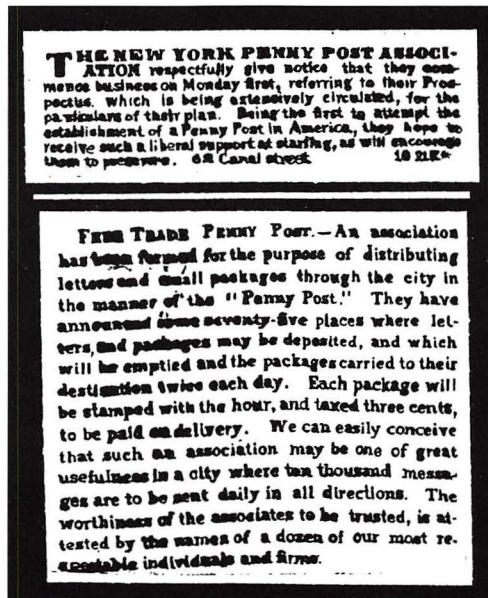 THE NEW YORK PENNY POST ASSOCI-
ATION respectfully give notice that they com-
mence business on Monday first, referring to their Pros-
pectus, which is being extensively circulated, for the
particulars of their plan. Being the first to attempt the
establishment of a Penny Post in America, they hope to
receive such a liberal support at starting, as will encourage
them to persevere. 62 Canal street
FREE TRADE PENNY POST.—An association
has been formed for the purpose of distributing
letters and small packages through the city in
the manner of the "Penny Post." They have
announced some seventy-five places where let-
ters, and packages may be deposited, and which
will be emptied and the packages carried to their
destination twice each day. Each package will
be stamped with the hour, and taxed three cents,
to be paid on delivery. We can easily conceive
that such an association may be one of great
usefulness in a city where ten thousand messa-
ges are to be sent daily in all directions. The
worthiness of the associates to be trusted, is at-
tested by the names of a dozen of our most re-
spectable individuals and firms.